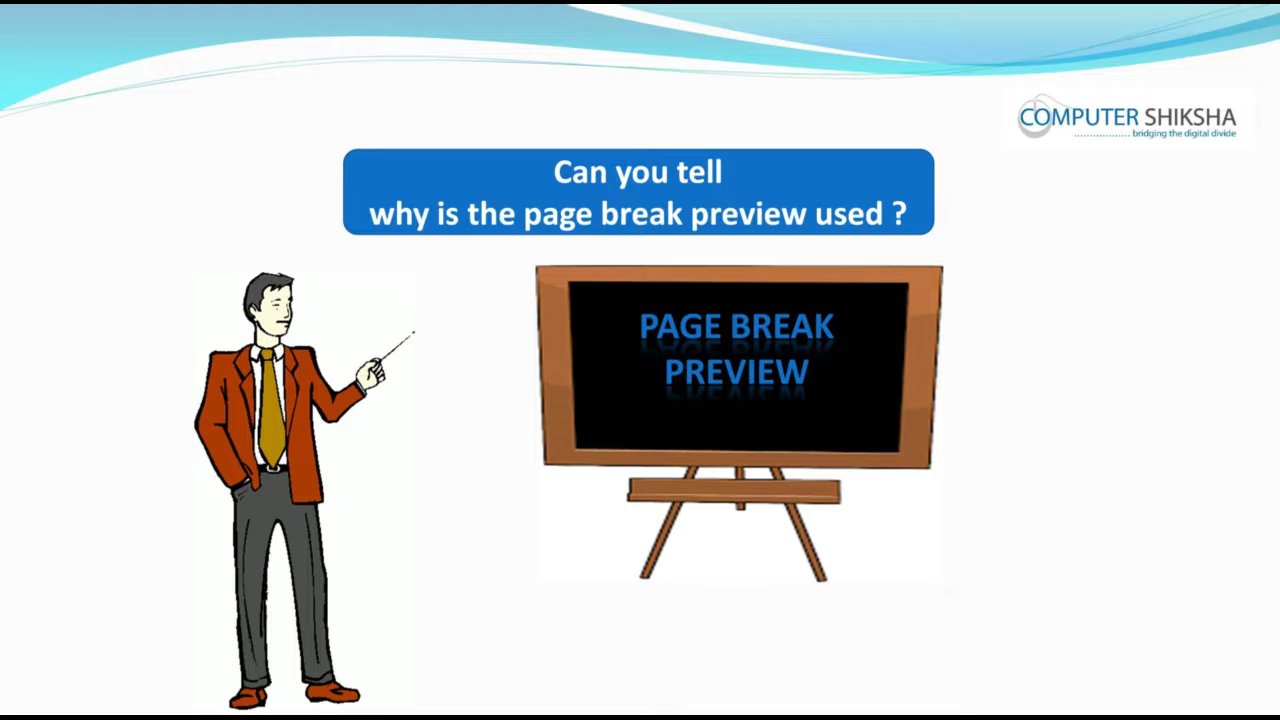 COMPUTER SHIKSHA
bridging the digital divide
Can you tell
why is the page break preview used ?
PAGE BREAK
PREVIEW